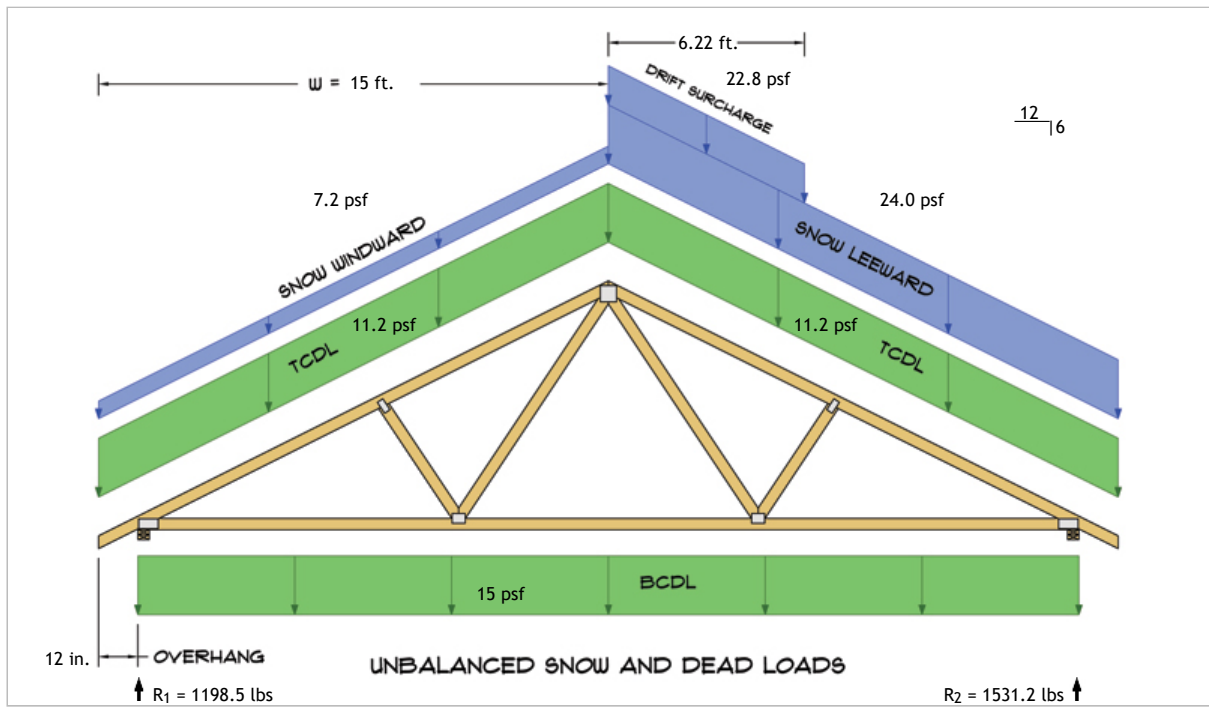 6.22 ft.
W = 15 ft.
DRIFT SURCHARGE
22.8 psf
12
6
7.2 psf
24.0 psf
SNOW WINDWARD
SNOW LEEWARD
11.2 psf
11.2 psf
TCDL
TCDL
BCDL
15 psf
12 in.
OVERHANG
UNBALANCED SNOW AND DEAD LOADS
R1 = 1198.5 lbs
R2 = 1531.2 lbs